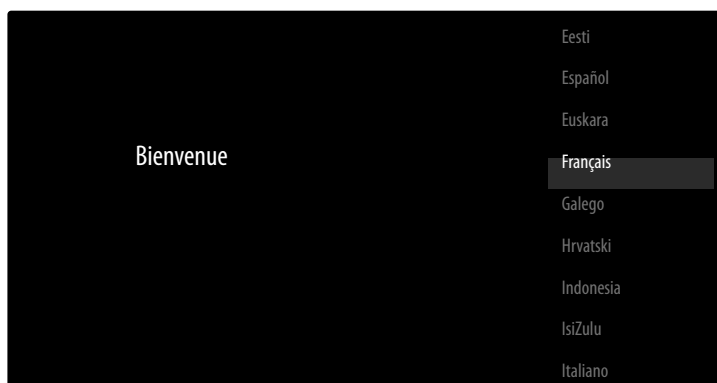 Bienvenue
Eesti
Español
Euskara
Français
Galego
Hrvatski
Indonesia
IsiZulu
Italiano